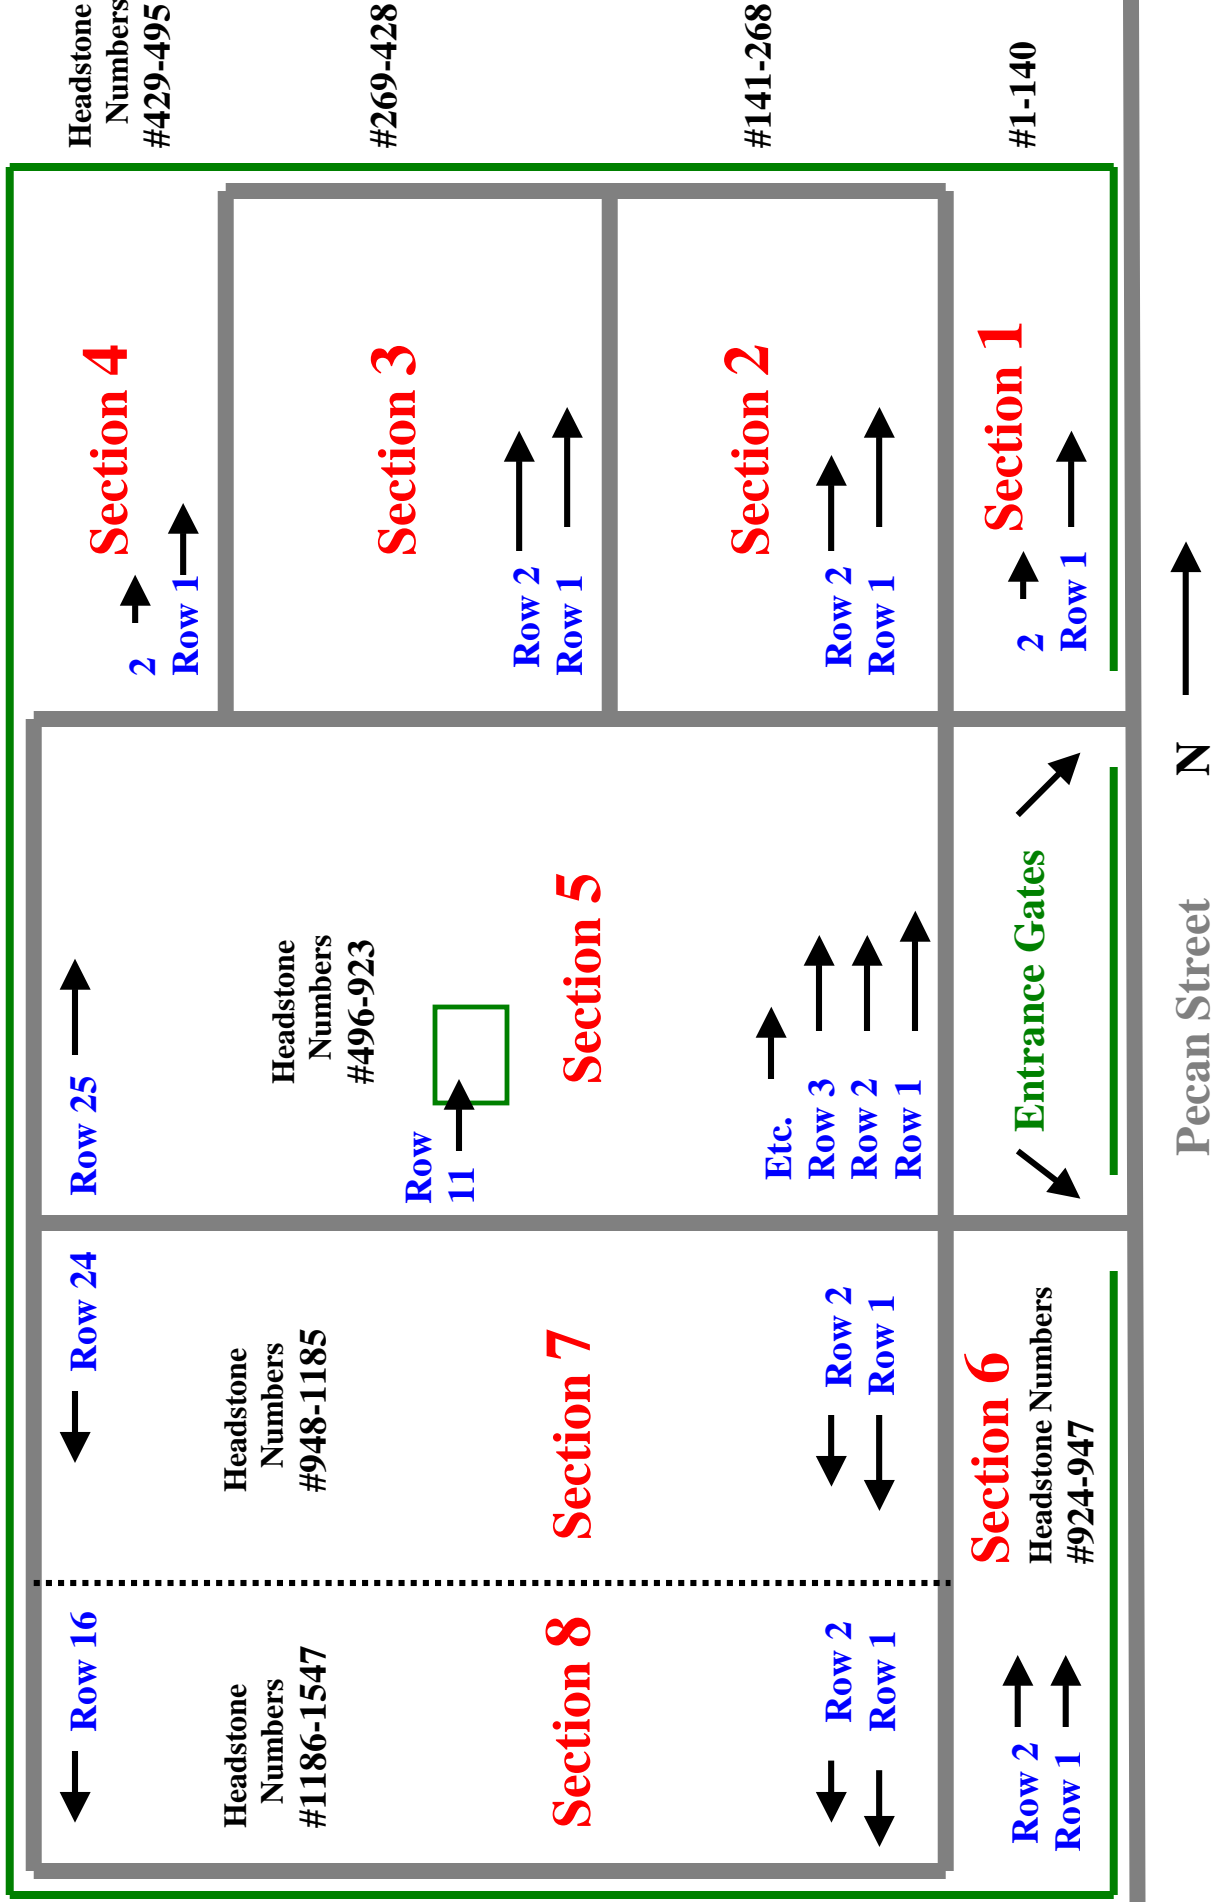 Headstone
Numbers
#429-495
#269-428
#141-268
#1-140
Section 4
2
Row 1
Section 3
Row 2
Row 1
Section 2
Row 2
Row 1
Section 1
2
Row 1
Row 25
Headstone
Numbers
#496-923
Row
11
Section 5
Etc.
Row 3
Row 2
Row 1
Entrance Gates
Row 24
Headstone
Numbers
#948-1185
Section 7
Row 2
Row 1
Section 6
Headstone Numbers
#924-947
Row 2
Row 1
Row 16
Headstone
Numbers
#1186-1547
Section 8
Row 2
Row 1
Pecan Street
N